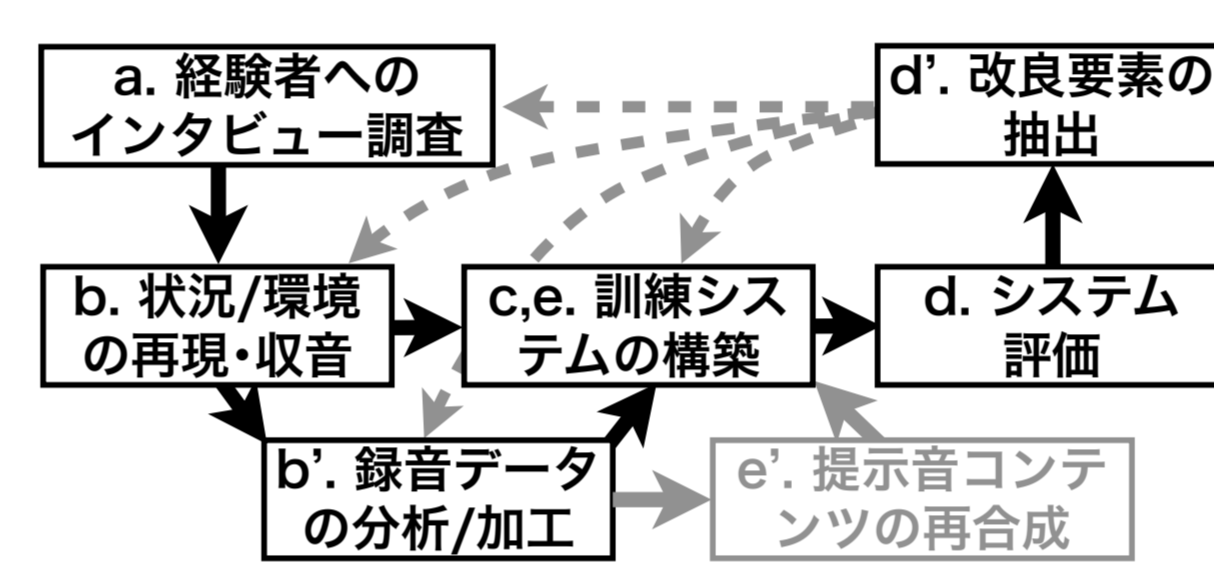 a. 経験者への
インタビュー調査
d’. 改良要素の
抽出
b. 状況/環境
の再現・収音
c,e. 訓練シス
テムの構築
d. システム
評価
b’. 録音データ
の分析/加工
e’. 提示音コンテ
ンツの再合成